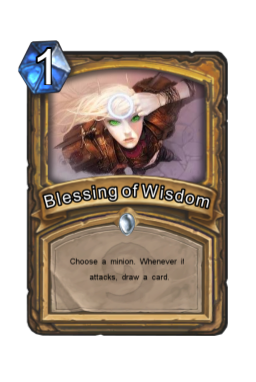 1
Blessing of Wisdom
Choose a minion. Whenever it
attacks, draw a card.